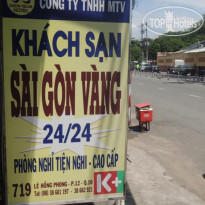 CÔNG TY TNHH MTV
KHÁCH SẠN
SÀI GÒN VÀNG
24/24
PHÒNG NGHỈ TIỆN NGHI - CAO CẤP
719
LÊ HỒNG PHONG - P.12 - Q.10
K+
TOPHOTELS